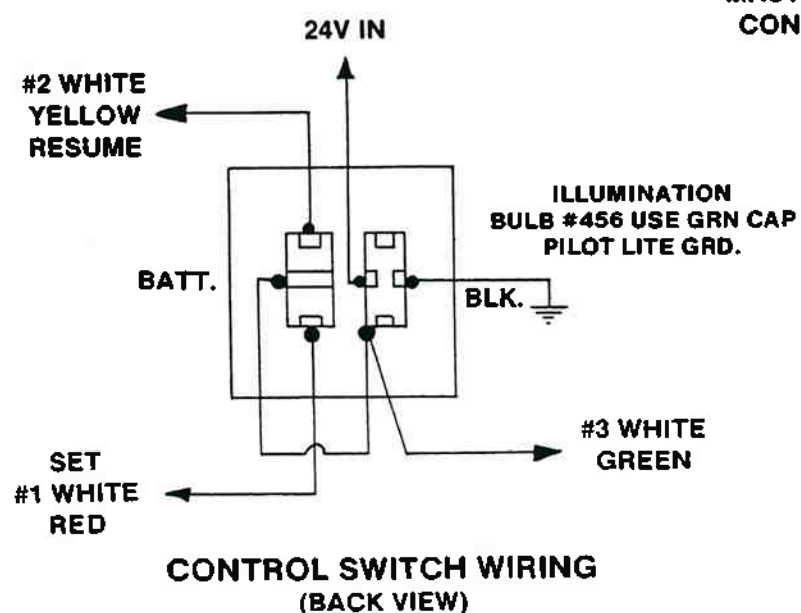 CON
24V IN
#2 WHITE
YELLOW
RESUME
ILLUMINATION
BULB #456 USE GRN CAP
PILOT LITE GRD.
BATT.
BLK.
#3 WHITE
GREEN
SET
#1 WHITE
RED
CONTROL SWITCH WIRING
(BACK VIEW)